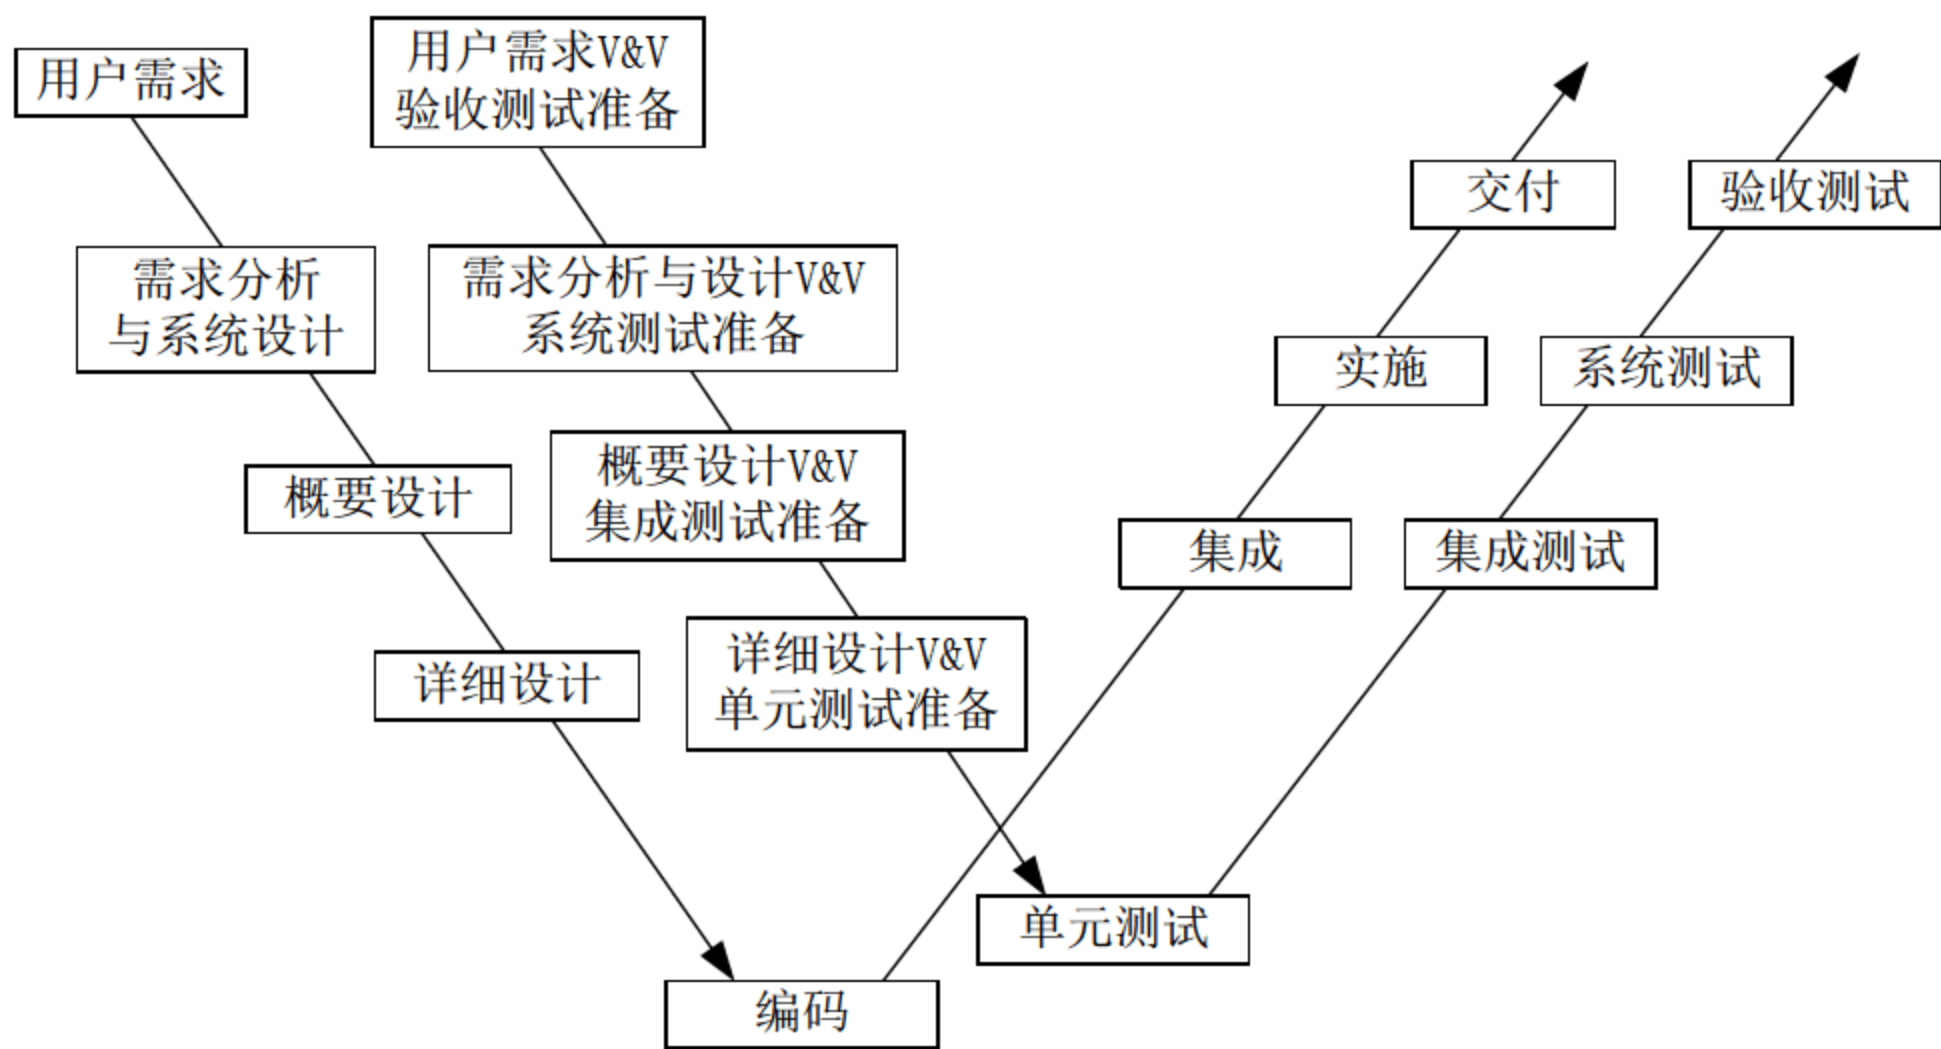 用户需求
用户需求V&V
验收测试准备
交付
验收测试
需求分析
与系统设计
需求分析与设计V&V
系统测试准备
实施
系统测试
概要设计
概要设计V&V
集成测试准备
集成
集成测试
详细设计
详细设计V&V
单元测试准备
单元测试
编码